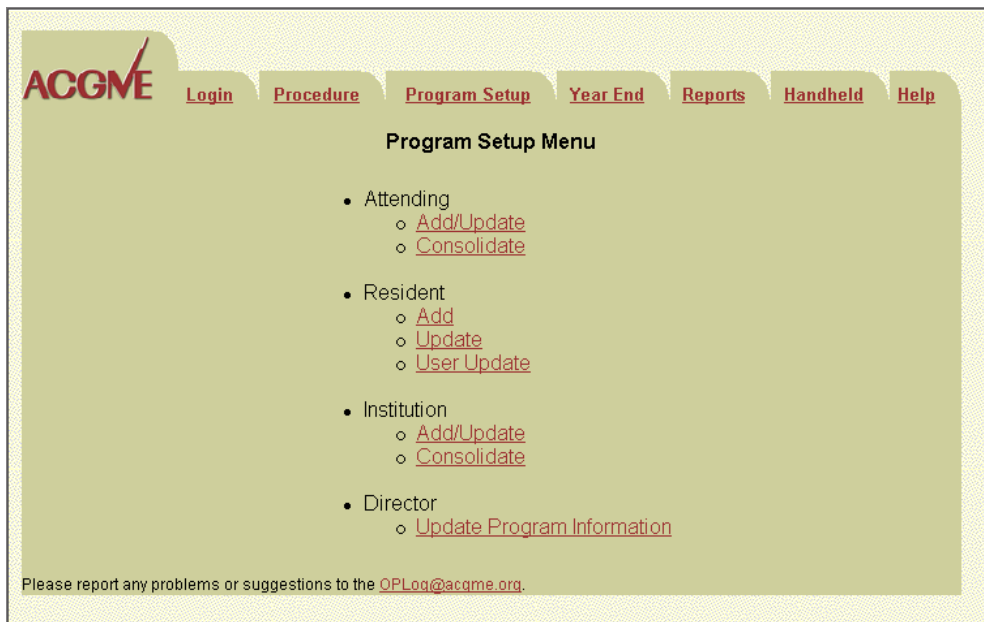 ACGME
Login Procedure Program Setup Year End Reports Handheld Help
Program Setup Menu
Attending
Add/Update
Consolidate
Resident
Add
Update
User Update
Institution
Add/Update
Consolidate
Director
Update Program Information
Please report any problems or suggestions to the OPLog@acgme.org.